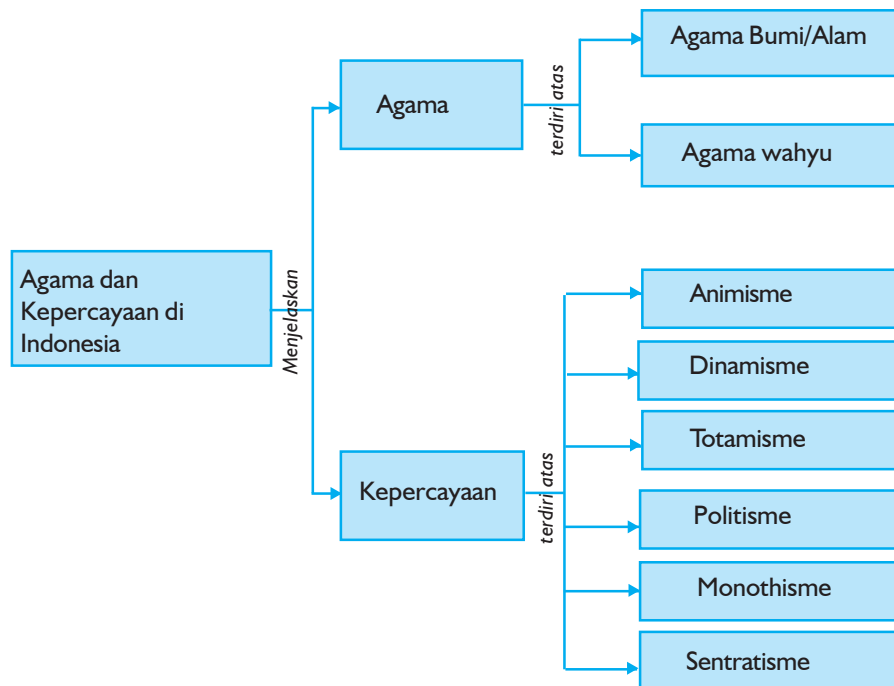 Agama dan
Kepercayaan di
Indonesia
Menjelaskan
Agama
terdiri atas
Agama Bumi/Alam
Agama wahyu
Kepercayaan
terdiri atas
Animisme
Dinamisme
Totamisme
Politisme
Monothisme
Sentratisme